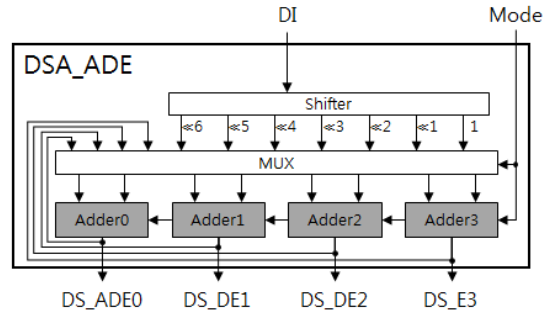 DI Mode
DSA_ADE
Shifter
≪6 ≪5 ≪4 ≪3 ≪2 ≪1 1
MUX
Adder0 Adder1 Adder2 Adder3
DS_ADE0 DS_DE1 DS_DE2 DS_E3